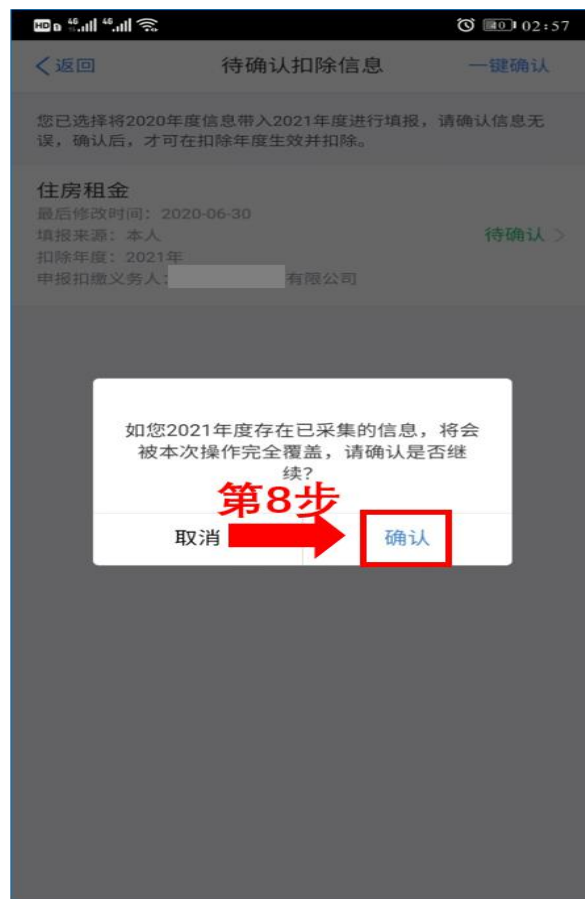 HD 46 46 02:57
返回 待确认扣除信息 一键确认
您已选择将2020年度信息带入2021年度进行填报，请确认信息无
误，确认后，才可在扣除年度生效并扣除。
住房租金
最后修改时间：2020-06-30
填报来源：本人
待确认
扣除年度：2021年
申报扣缴义务人： 有限公司
如您2021年度存在已采集的信息，将会
被本次操作完全覆盖，请确认是否继
续？
第8步
取消 确认